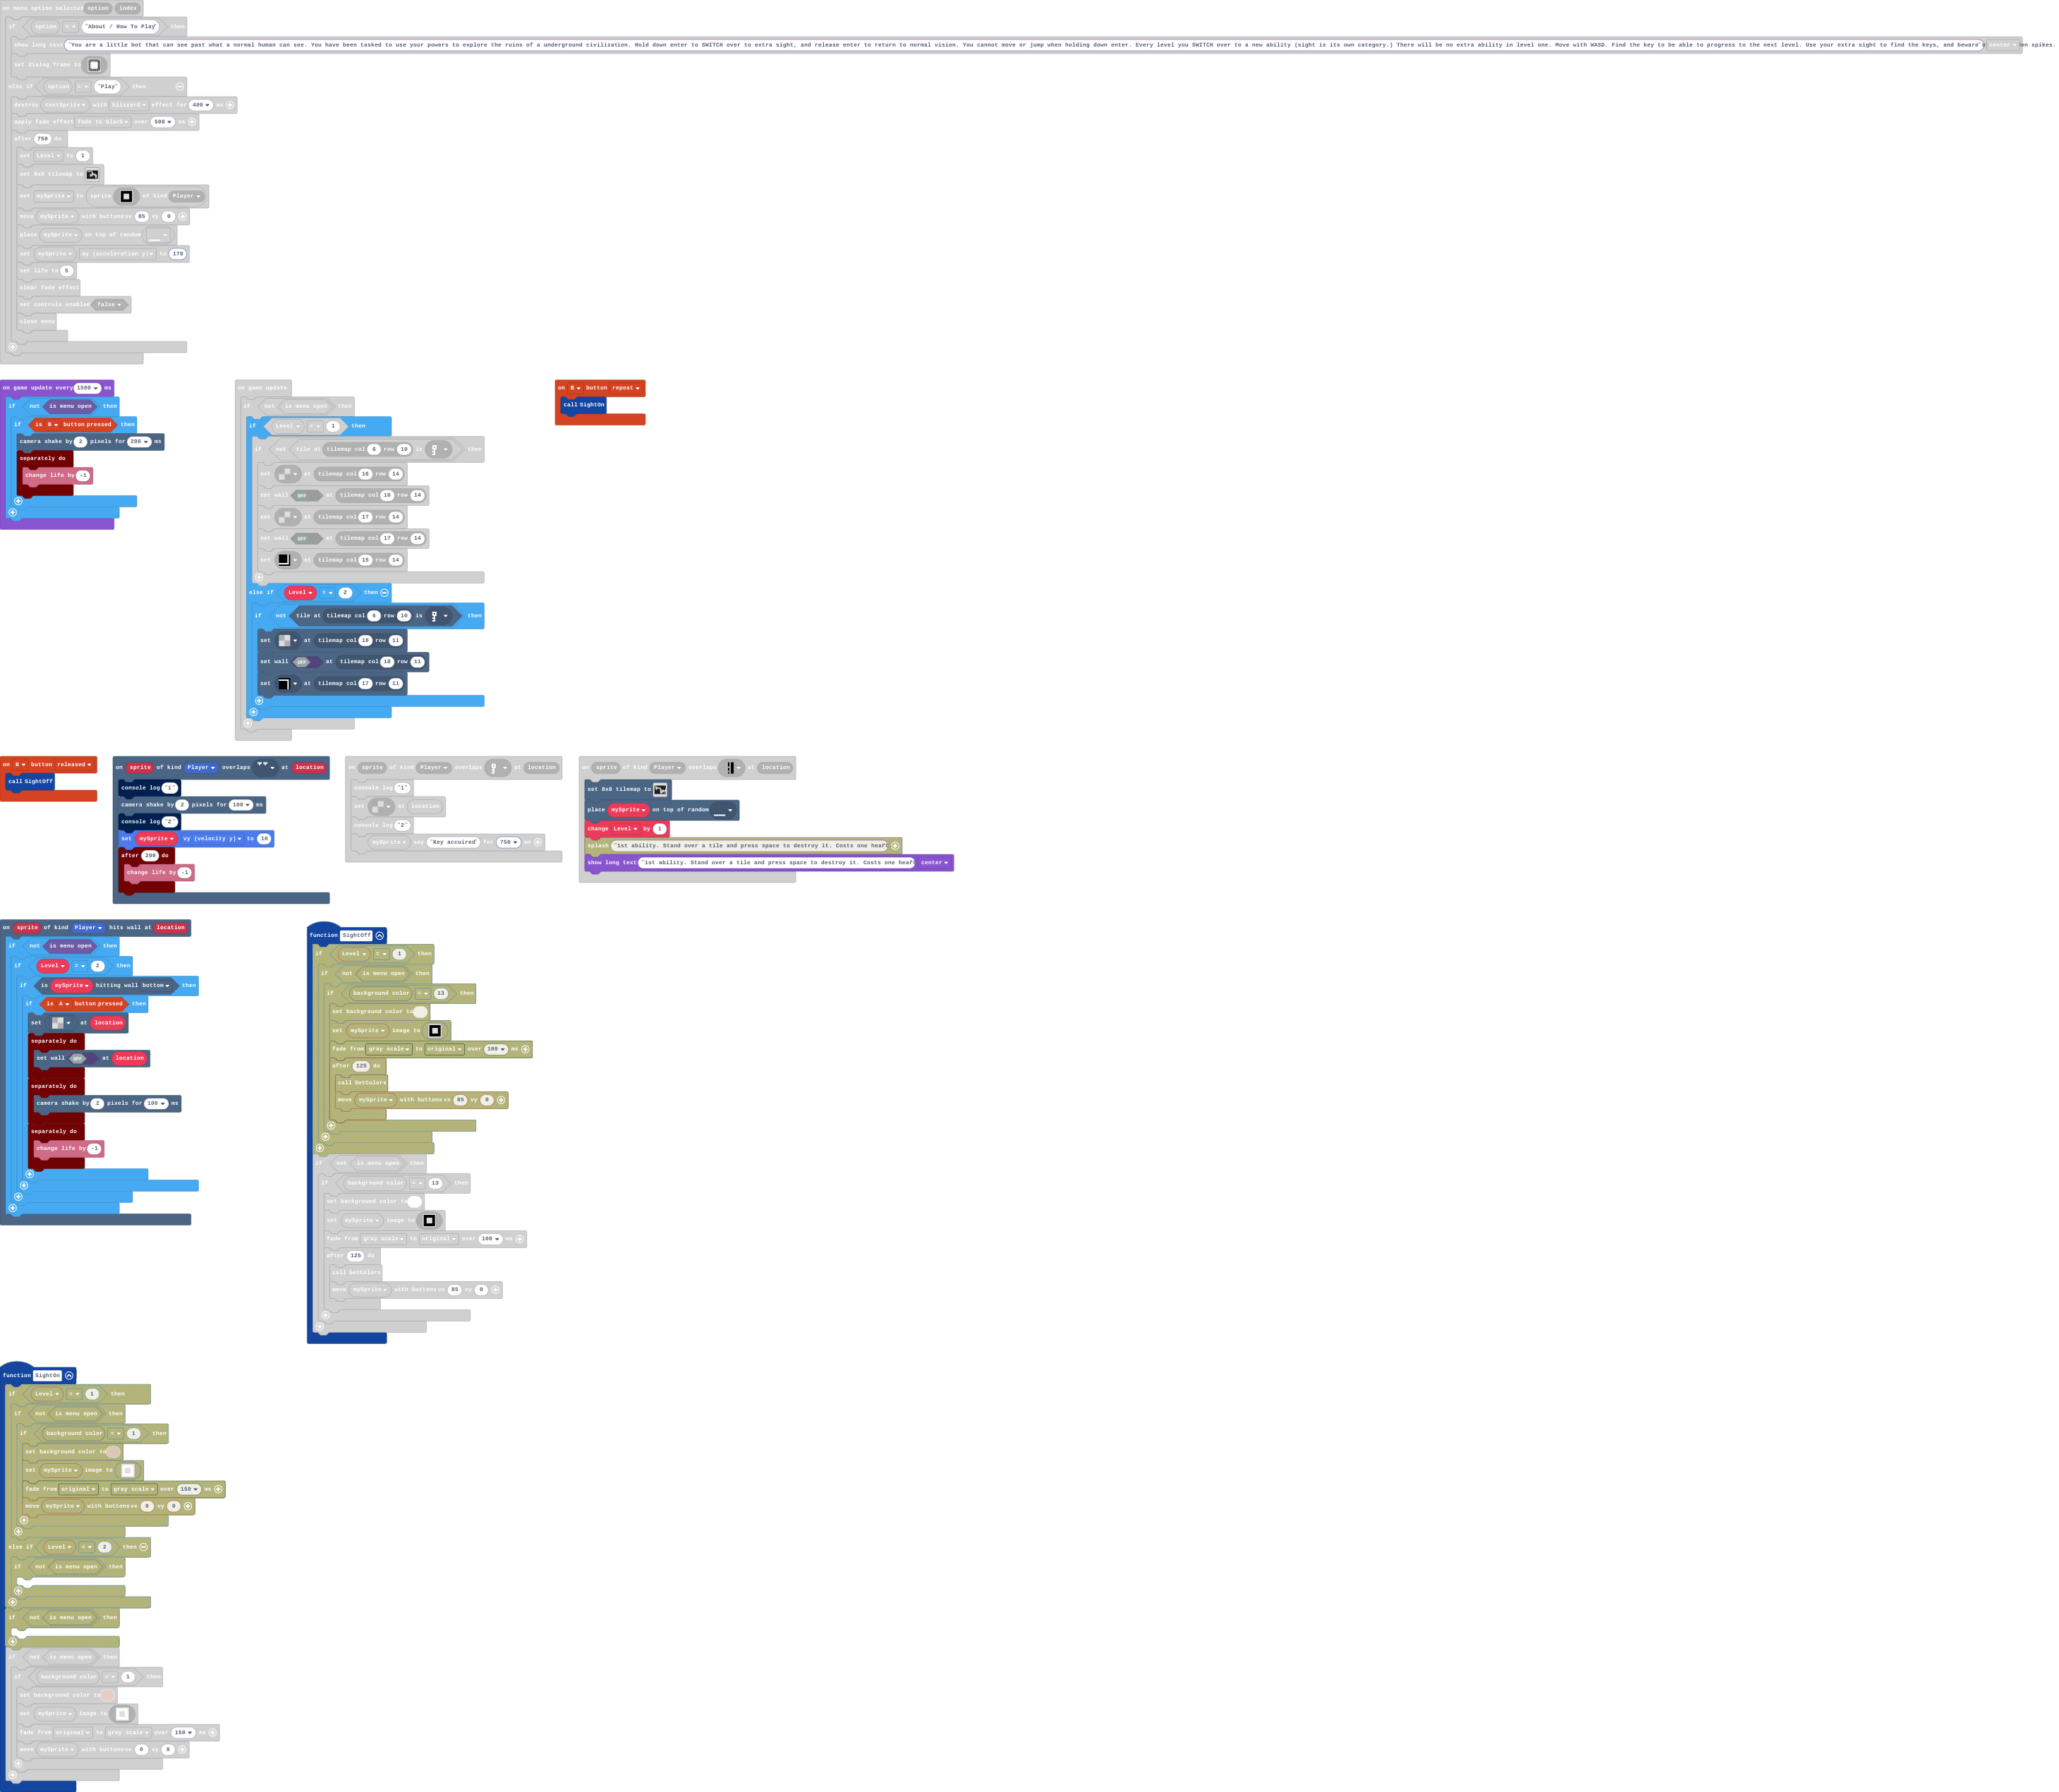 on menu option selected option index
if option = "About / How To Play" then
show long text "You are a little bot that can see past what a normal human can see. You have been tasked to use your powers to explore the ruins of a underground civilization. Hold down enter to SWITCH over to extra sight, and release enter to return to normal vision. You cannot move or jump when holding down enter. Every level you SWITCH over to a new ability (sight is its own category.) There will be no extra ability in level one. Move with WASD. Find the key to be able to progress to the next level. Use your extra sight to find the keys, and beware center en spikes.
set dialog frame to
else if option = "Play" then
destroy textSprite with blizzard effect for 400 ms
apply fade effect fade to black over 500 ms
after 750 do
set Level to 1
set 8x8 tilemap to
set mySprite to sprite of kind Player
move mySprite with buttons vx 85 vy 0
place mySprite on top of random
set mySprite ay (acceleration y) to 170
set life to 5
clear fade effect
set controls enabled false
close menu
on game update every 1500 ms
if not is menu open then
if is B button pressed then
camera shake by 2 pixels for 200 ms
separately do
change life by -1
on game update
if not is menu open then
if Level = 1 then
if not tile at tilemap col 6 row 10 is then
set at tilemap col 16 row 14
set wall OFF at tilemap col 16 row 14
set at tilemap col 17 row 14
set wall OFF at tilemap col 17 row 14
set at tilemap col 15 row 14
else if Level = 2 then
if not tile at tilemap col 6 row 10 is then
set at tilemap col 18 row 11
set wall OFF at tilemap col 18 row 11
set at tilemap col 17 row 11
on B button repeat
call SightOn
on B button released
call SightOff
on sprite of kind Player overlaps at location
console log "1"
camera shake by 2 pixels for 100 ms
console log "2"
set mySprite vy (velocity y) to 10
after 200 do
change life by -1
on sprite of kind Player overlaps at location
console log "1"
set at location
console log "2"
mySprite say "Key accuired" for 750 ms
on sprite of kind Player overlaps at location
set 8x8 tilemap to
place mySprite on top of random
change Level by 1
splash "1st ability. Stand over a tile and press space to destroy it. Costs one heart
show long text "1st ability. Stand over a tile and press space to destroy it. Costs one heart center
on sprite of kind Player hits wall at location
if not is menu open then
if Level = 2 then
if is mySprite hitting wall bottom then
if is A button pressed then
set at location
separately do
set wall OFF at location
separately do
camera shake by 2 pixels for 100 ms
separately do
change life by -1
function SightOff
if Level = 1 then
if not is menu open then
if background color = 13 then
set background color to
set mySprite image to
fade from gray scale to original over 100 ms
after 125 do
call SetColors
move mySprite with buttons vx 85 vy 0
if not is menu open then
if background color = 13 then
set background color to
set mySprite image to
fade from gray scale to original over 100 ms
after 125 do
call SetColors
move mySprite with buttons vx 85 vy 0
function SightOn
if Level = 1 then
if not is menu open then
if background color = 1 then
set background color to
set mySprite image to
fade from original to gray scale over 150 ms
move mySprite with buttons vx 0 vy 0
else if Level = 2 then
if not is menu open then
if not is menu open then
if not is menu open then
if background color = 1 then
set background color to
set mySprite image to
fade from original to gray scale over 150 ms
move mySprite with buttons vx 0 vy 0